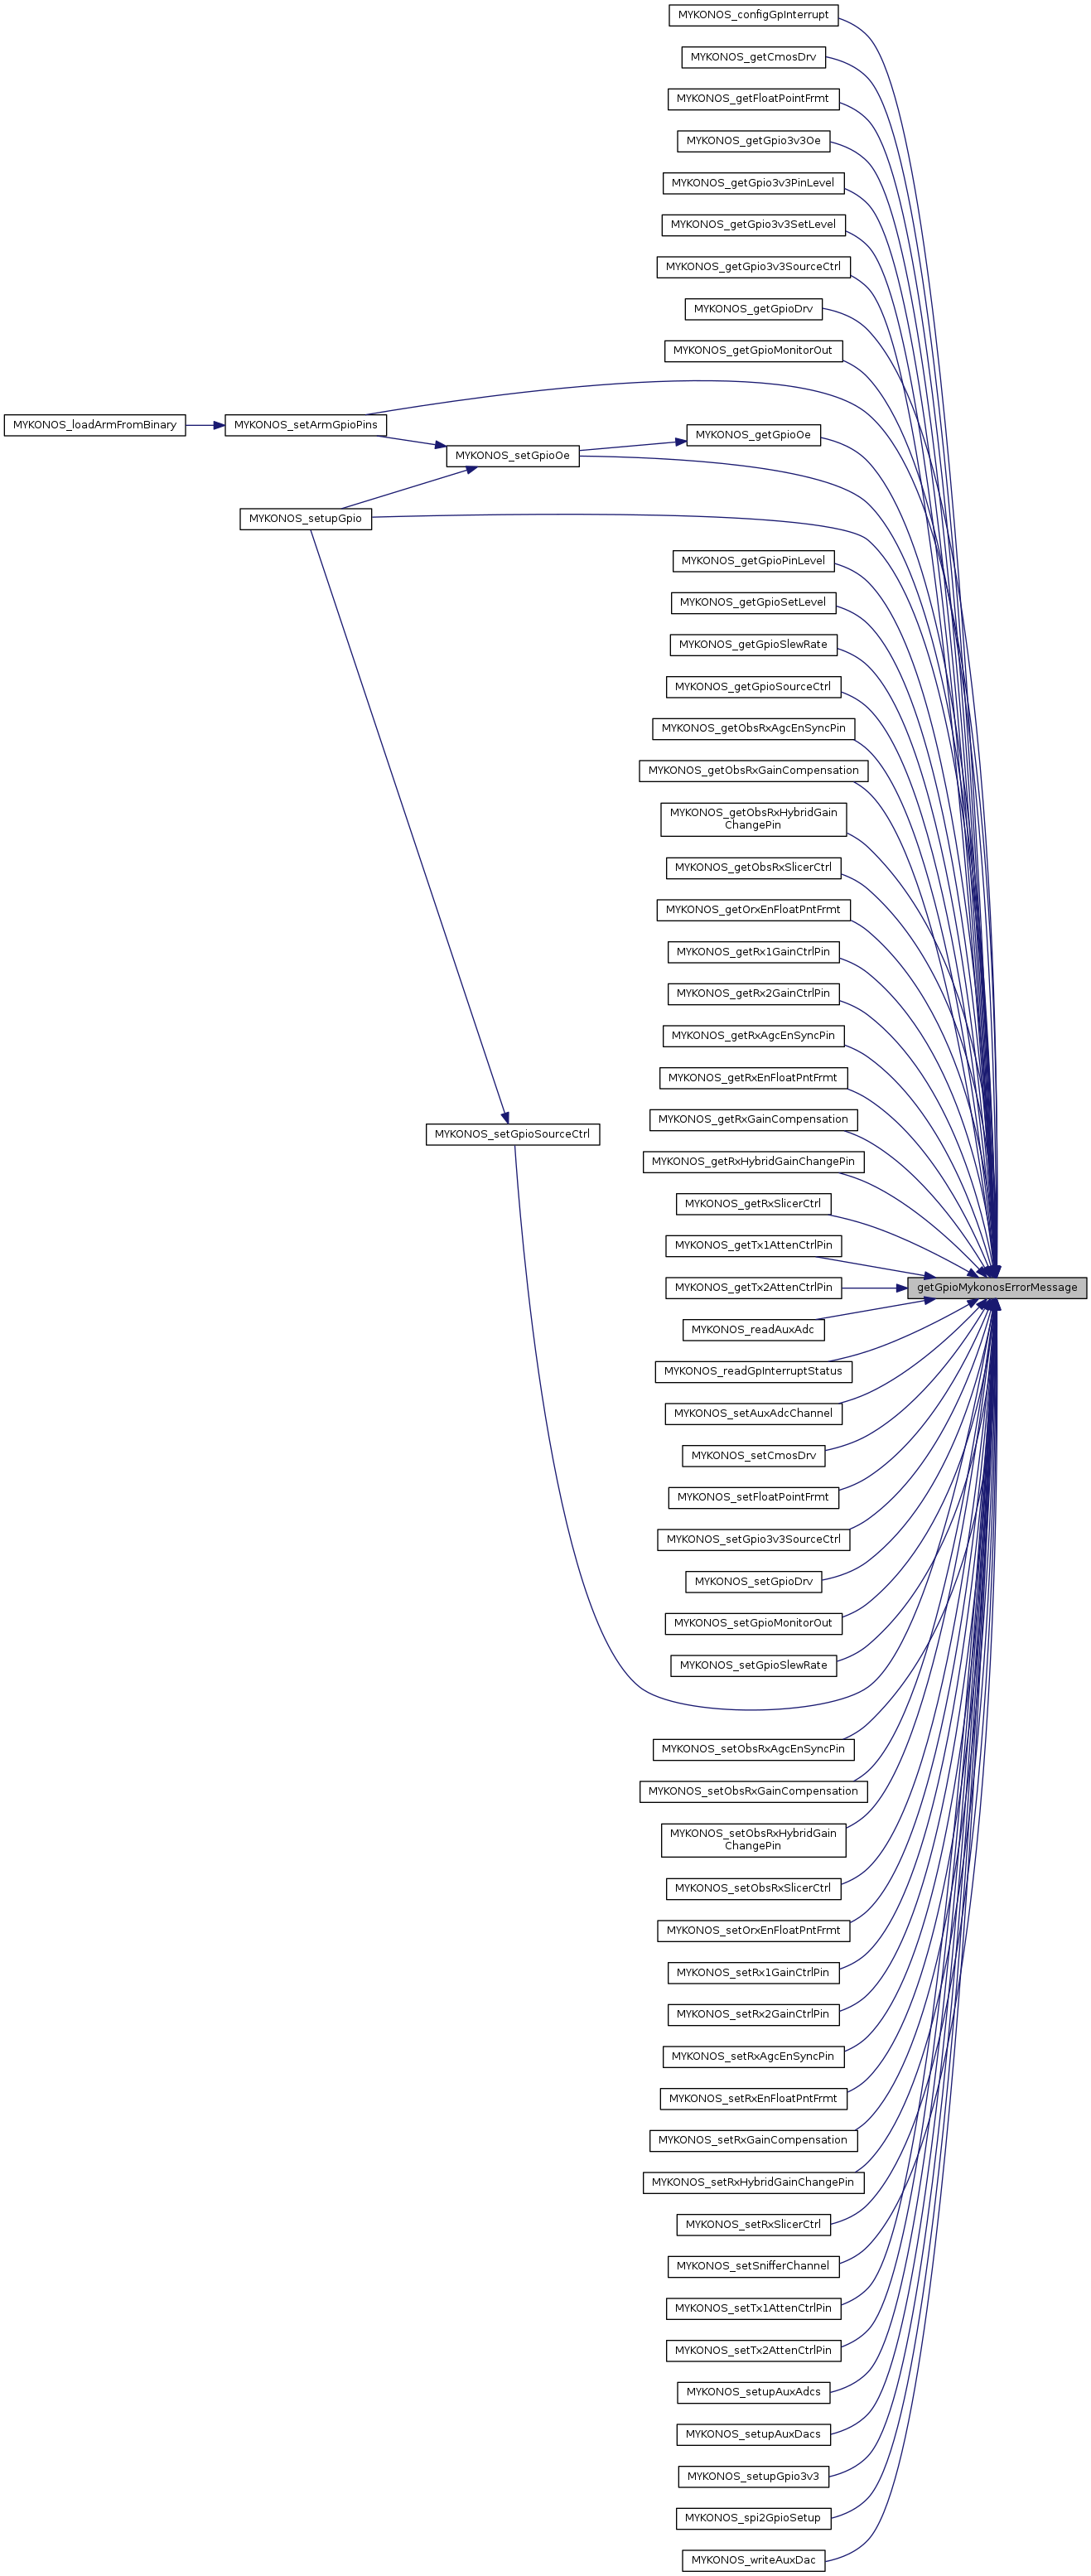 MYKONOS_configGpInterrupt
MYKONOS_getCmosDrv
MYKONOS_getFloatPointFrmt
MYKONOS_getGpio3v3Oe
MYKONOS_getGpio3v3PinLevel
MYKONOS_getGpio3v3SetLevel
MYKONOS_getGpio3v3SourceCtrl
MYKONOS_getGpioDrv
MYKONOS_getGpioMonitorOut
MYKONOS_loadArmFromBinary
MYKONOS_setArmGpioPins
MYKONOS_setGpioOe
MYKONOS_getGpioOe
MYKONOS_setupGpio
MYKONOS_getGpioPinLevel
MYKONOS_getGpioSetLevel
MYKONOS_getGpioSlewRate
MYKONOS_getGpioSourceCtrl
MYKONOS_getObsRxAgcEnSyncPin
MYKONOS_getObsRxGainCompensation
MYKONOS_getObsRxHybridGain
ChangePin
MYKONOS_getObsRxSlicerCtrl
MYKONOS_getOrxEnFloatPntFrmt
MYKONOS_getRx1GainCtrlPin
MYKONOS_getRx2GainCtrlPin
MYKONOS_getRxAgcEnSyncPin
MYKONOS_getRxEnFloatPntFrmt
MYKONOS_getRxGainCompensation
MYKONOS_setGpioSourceCtrl
MYKONOS_getRxHybridGainChangePin
MYKONOS_getRxSlicerCtrl
MYKONOS_getTx1AttenCtrlPin
MYKONOS_getTx2AttenCtrlPin
getGpioMykonosErrorMessage
MYKONOS_readAuxAdc
MYKONOS_readGpInterruptStatus
MYKONOS_setAuxAdcChannel
MYKONOS_setCmosDrv
MYKONOS_setFloatPointFrmt
MYKONOS_setGpio3v3SourceCtrl
MYKONOS_setGpioDrv
MYKONOS_setGpioMonitorOut
MYKONOS_setGpioSlewRate
MYKONOS_setObsRxAgcEnSyncPin
MYKONOS_setObsRxGainCompensation
MYKONOS_setObsRxHybridGain
ChangePin
MYKONOS_setObsRxSlicerCtrl
MYKONOS_setOrxEnFloatPntFrmt
MYKONOS_setRx1GainCtrlPin
MYKONOS_setRx2GainCtrlPin
MYKONOS_setRxAgcEnSyncPin
MYKONOS_setRxEnFloatPntFrmt
MYKONOS_setRxGainCompensation
MYKONOS_setRxHybridGainChangePin
MYKONOS_setRxSlicerCtrl
MYKONOS_setSnifferChannel
MYKONOS_setTx1AttenCtrlPin
MYKONOS_setTx2AttenCtrlPin
MYKONOS_setupAuxAdcs
MYKONOS_setupAuxDacs
MYKONOS_setupGpio3v3
MYKONOS_spi2GpioSetup
MYKONOS_writeAuxDac